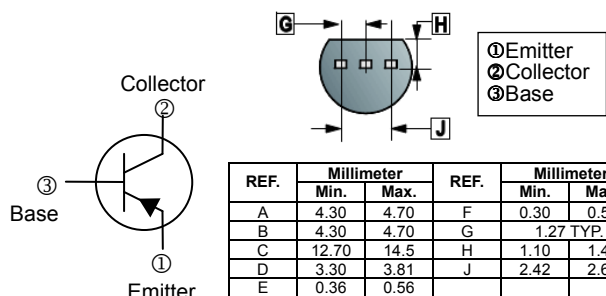 G H
①Emitter
②Collector
③Base
J
Collector
②
③
Base
①
Emitter
REF. Millimeter REF. Millimeter
Min. Max. Min.
A 4.30 4.70 F 0.30
B 4.30 4.70 G 1.27 TYP.
C 12.70 14.5 H 1.10
D 3.30 3.81 J 2.42
E 0.36 0.56